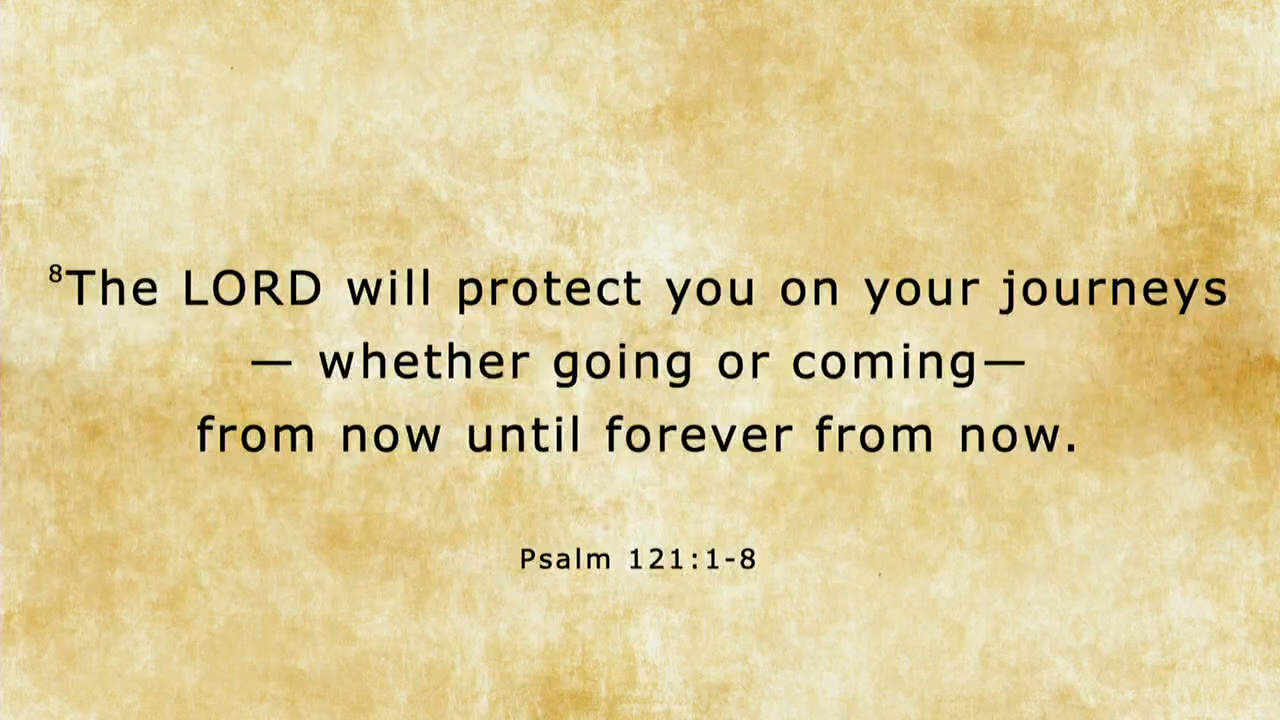 ⁸The LORD will protect you on your journeys
— whether going or coming—
from now until forever from now.
Psalm 121:1-8